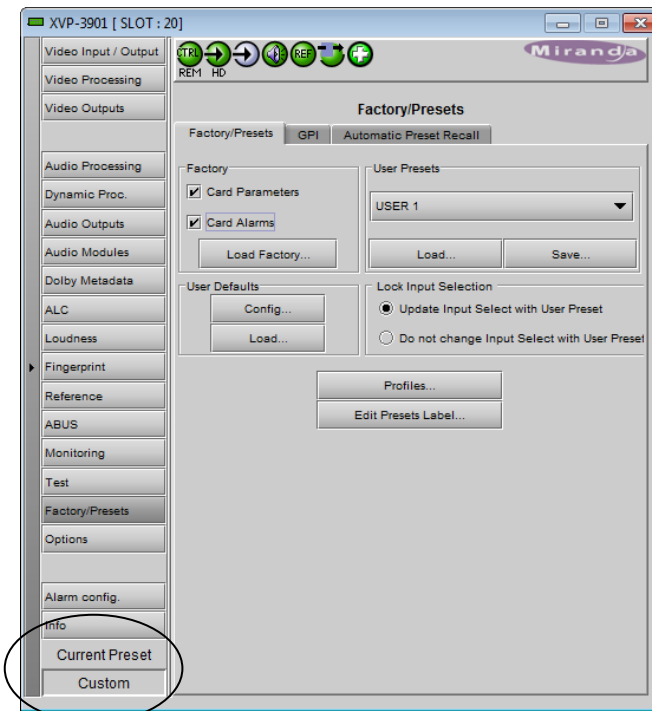 XVP-3901 [ SLOT : 20]
Video Input / Output
Video Processing
Video Outputs
Audio Processing
Dynamic Proc.
Audio Outputs
Audio Modules
Dolby Metadata
ALC
Loudness
Fingerprint
Reference
ABUS
Monitoring
Test
Factory/Presets
Options
Alarm config.
Info
Current Preset
Custom
CTRL
REF
REM HD
Miranda
Factory/Presets
Factory/Presets GPI Automatic Preset Recall
Factory
Card Parameters
Card Alarms
Load Factory...
User Presets
USER 1
Load... Save...
User Defaults
Config...
Load...
Lock Input Selection
Update Input Select with User Preset
Do not change Input Select with User Preset
Profiles...
Edit Presets Label...